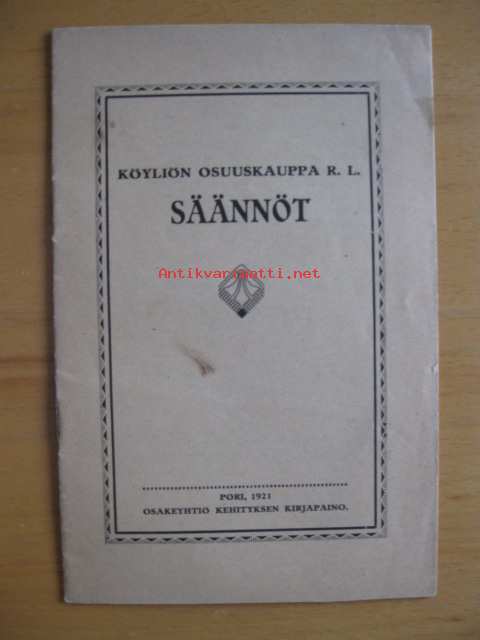 KÖYLIÖN OSUUSKAUPPA R. L.
SÄÄNNÖT
Antikvariaatti.net
PORI, 1921
OSAKEYHTIÖ KEHITYKSEN KIRJAPAINO.